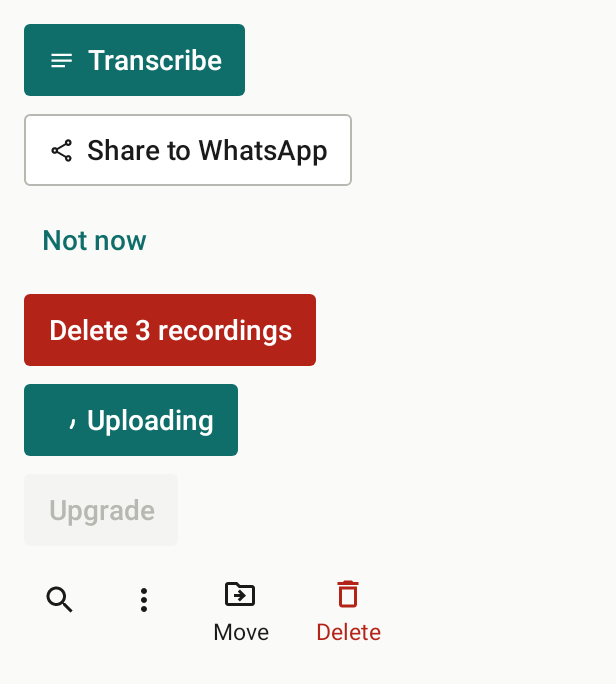 Transcribe
Share to WhatsApp
Not now
Delete 3 recordings
Uploading
Upgrade
Move
Delete